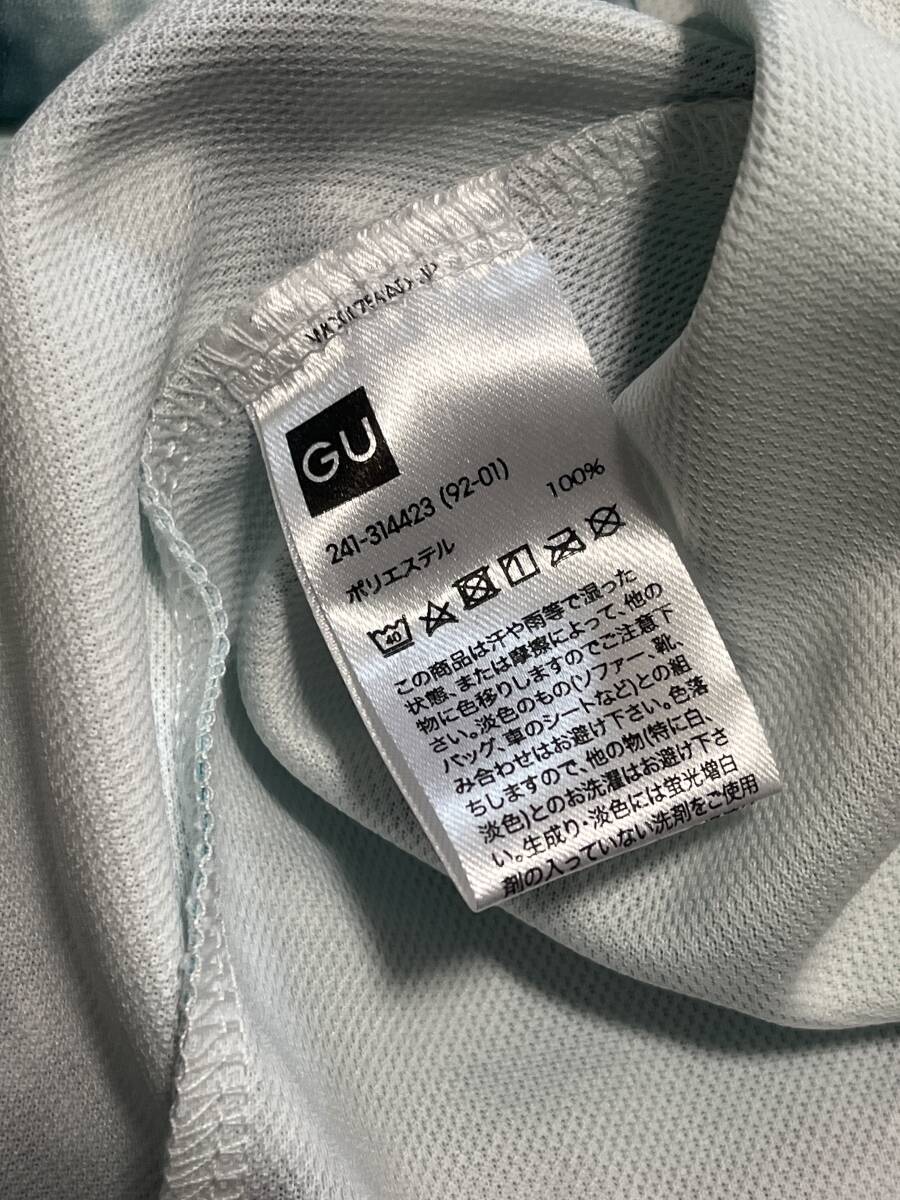 GU
241-314423 (92-01)
ポリエステル 100%
40
この商品は汗や雨等で湿った
状態、または摩擦によって、他の
物に色移りしますのでご注意下
さい。淡色のもの(ソファー、靴、
バッグ、車のシートなど)との組
み合わせはお避け下さい。色落
ちしますので、他の物(特に白、
淡色)とのお洗濯はお避け下さ
い。生成り・淡色には蛍光増白
剤の入っていない洗剤をご使用